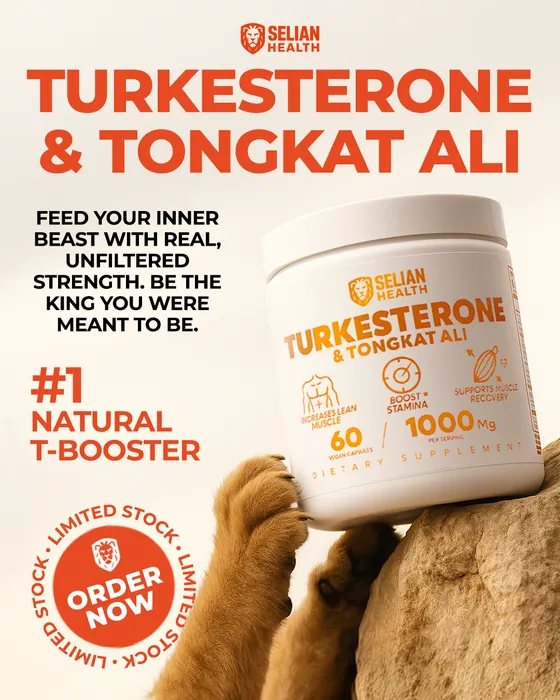 SELIAN
HEALTH
TURKESTERONE
& TONGKAT ALI
FEED YOUR INNER
BEAST WITH REAL,
UNFILTERED
STRENGTH. BE THE
KING YOU WERE
MEANT TO BE.
#1
NATURAL
T-BOOSTER
LIMITED STOCK • LIMITED STOCK • LIMITED STOCK • LIMITED STOCK •
ORDER
NOW
SELIAN
HEALTH
TURKESTERONE
& TONGKAT ALI
INCREASES LEAN
MUSCLE
BOOST
STAMINA
SUPPORTS MUSCLE
RECOVERY
60
VEGAN CAPSULES
1000 Mg
PER SERVING
DIETARY SUPPLEMENT